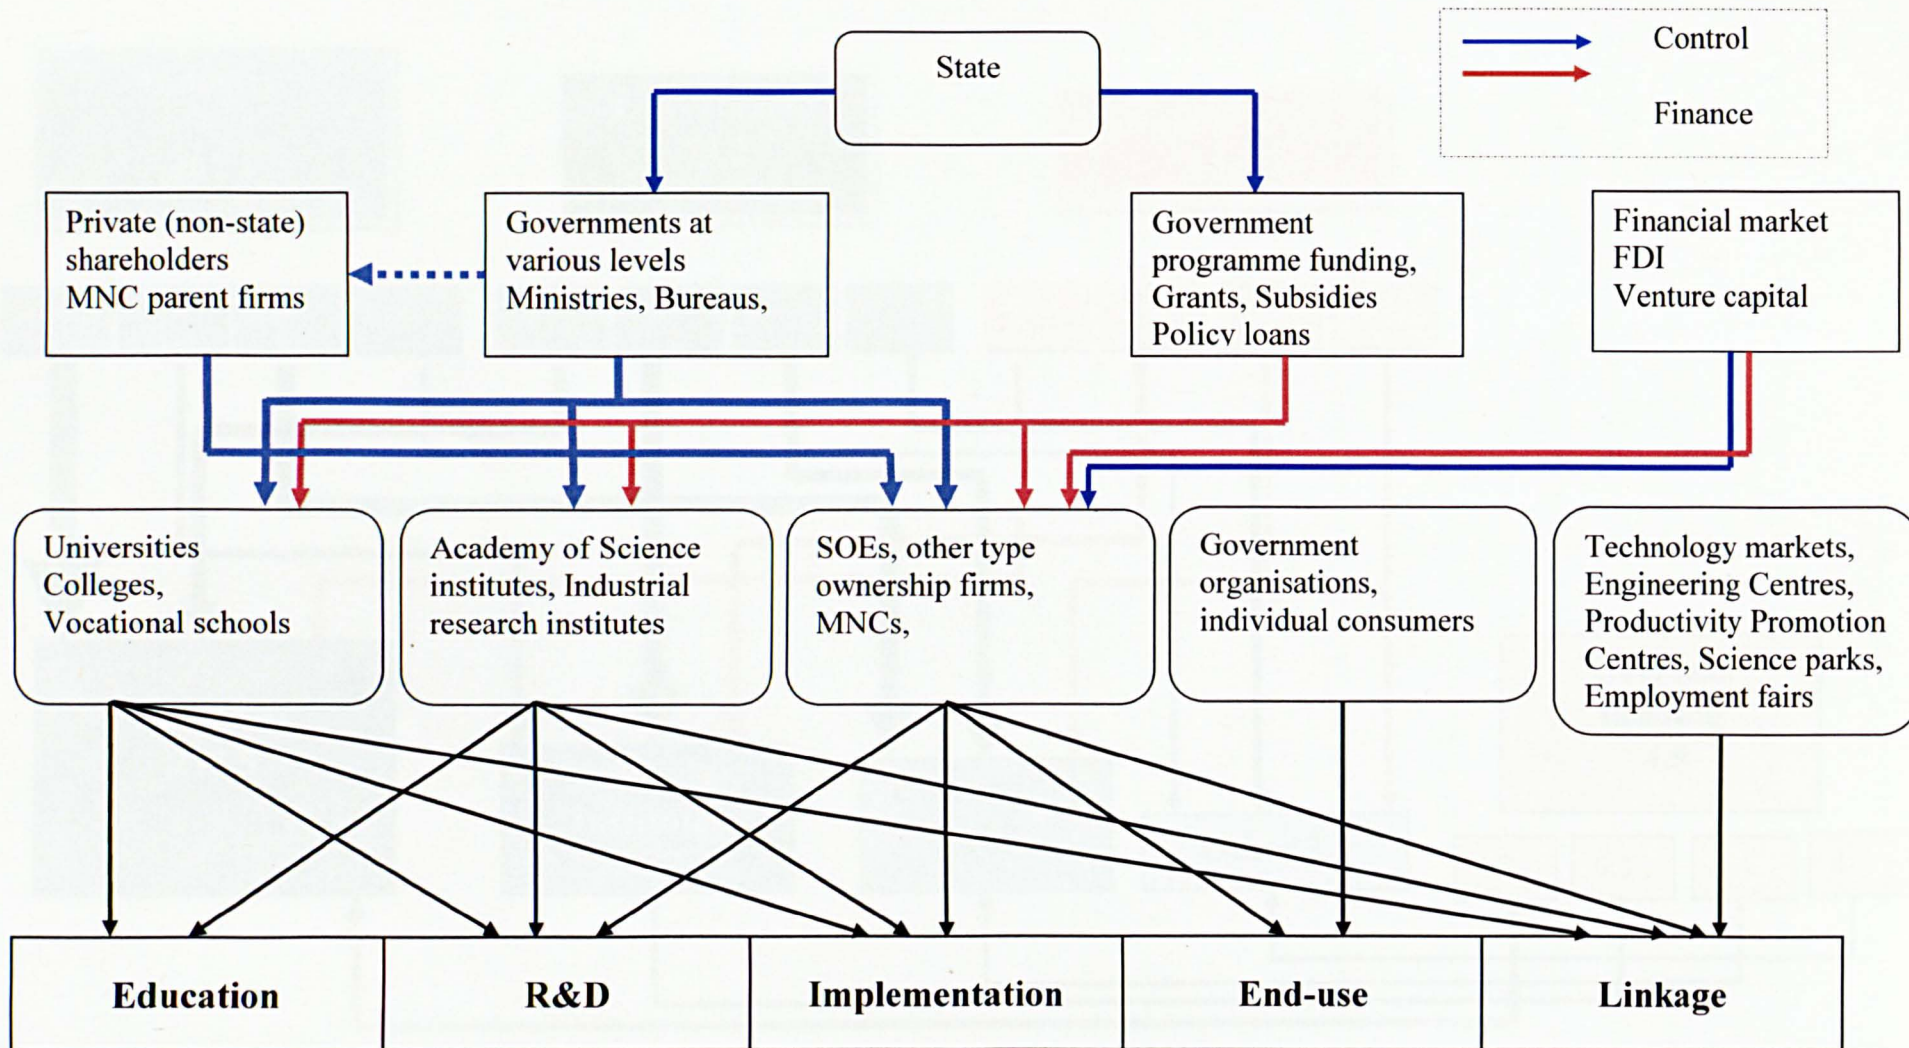 State
Control
Finance
Private (non-state)
shareholders
MNC parent firms
Governments at
various levels
Ministries, Bureaus,
Government
programme funding,
Grants, Subsidies
Policy loans
Financial market
FDI
Venture capital
Universities
Colleges,
Vocational schools
Academy of Science
institutes, Industrial
research institutes
SOEs, other type
ownership firms,
MNCs,
Government
organisations,
individual consumers
Technology markets,
Engineering Centres,
Productivity Promotion
Centres, Science parks,
Employment fairs
Education
R&D
Implementation
End-use
Linkage